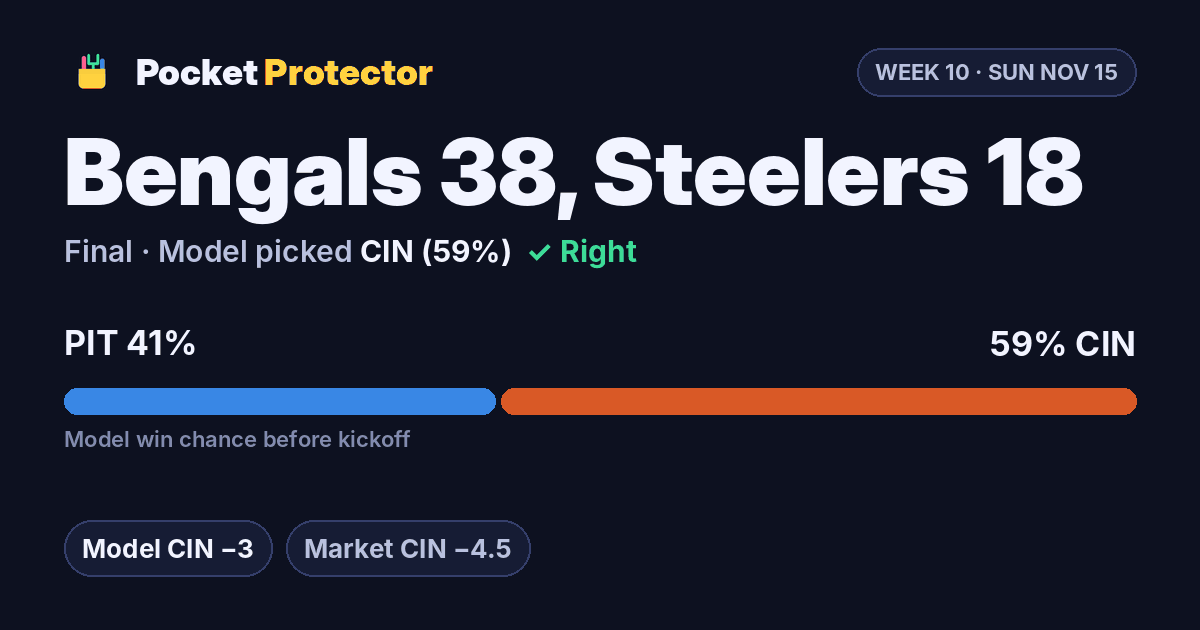 Pocket Protector
WEEK 10 · SUN NOV 15
Bengals 38, Steelers 18
Final · Model picked CIN (59%) ✓ Right
PIT 41%
59% CIN
Model win chance before kickoff
Model CIN −3
Market CIN −4.5